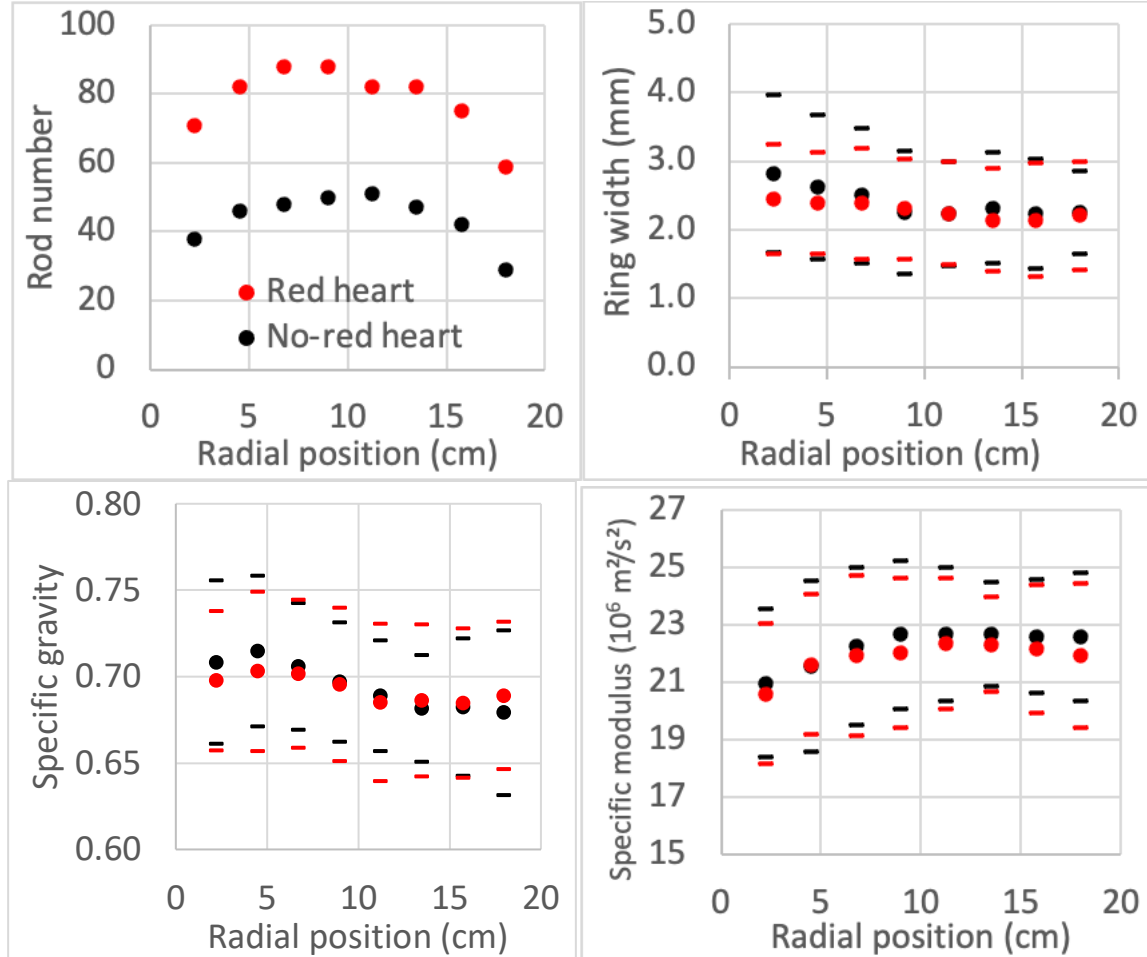 100
80
60
40
20
0
Rod number
Red heart
No-red heart
0 5 10 15 20
Radial position (cm)
5.0
4.0
3.0
2.0
1.0
0.0
Ring width (mm)
0 5 10 15 20
Radial position (cm)
0.80
0.75
0.70
0.65
0.60
Specific gravity
0 5 10 15 20
Radial position (cm)
27
25
23
21
19
17
15
Specific modulus (10⁶ m²/s²)
0 5 10 15 20
Radial position (cm)